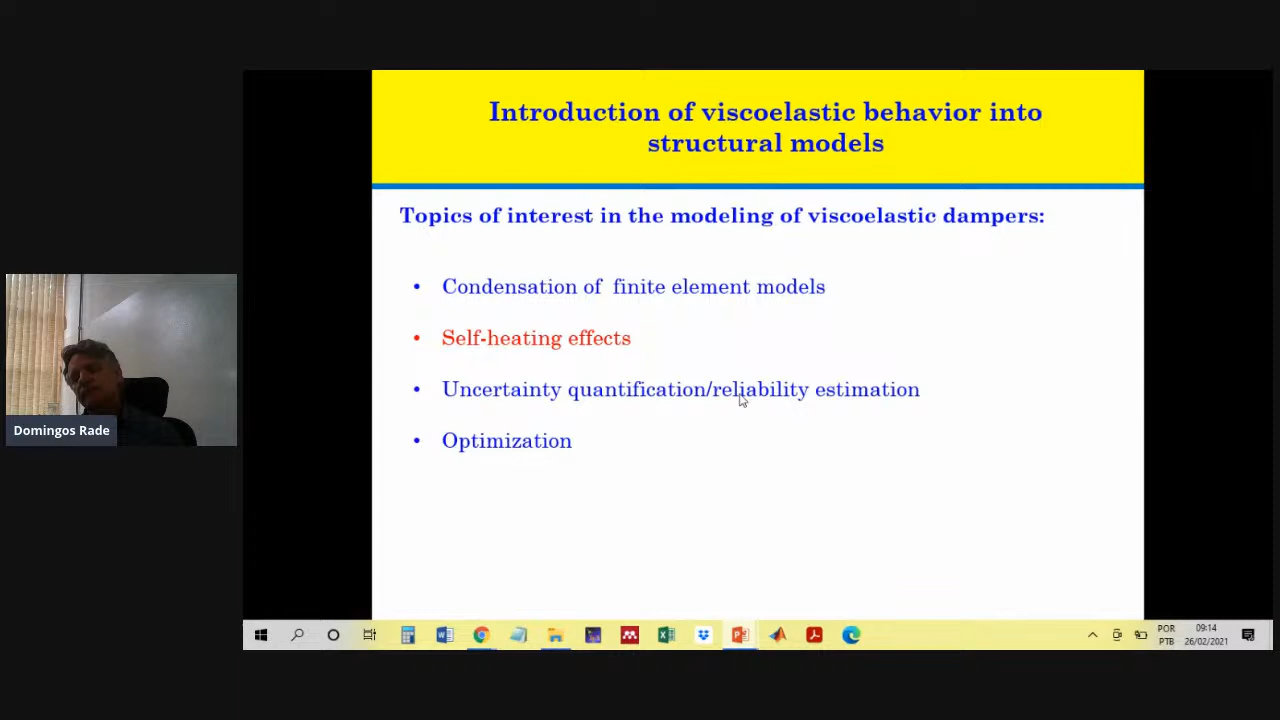 Introduction of viscoelastic behavior into
structural models
Topics of interest in the modeling of viscoelastic dampers:
• Condensation of finite element models
• Self-heating effects
• Uncertainty quantification/reliability estimation
• Optimization
Domingos Rade
POR
PTB
09:14
26/02/2021